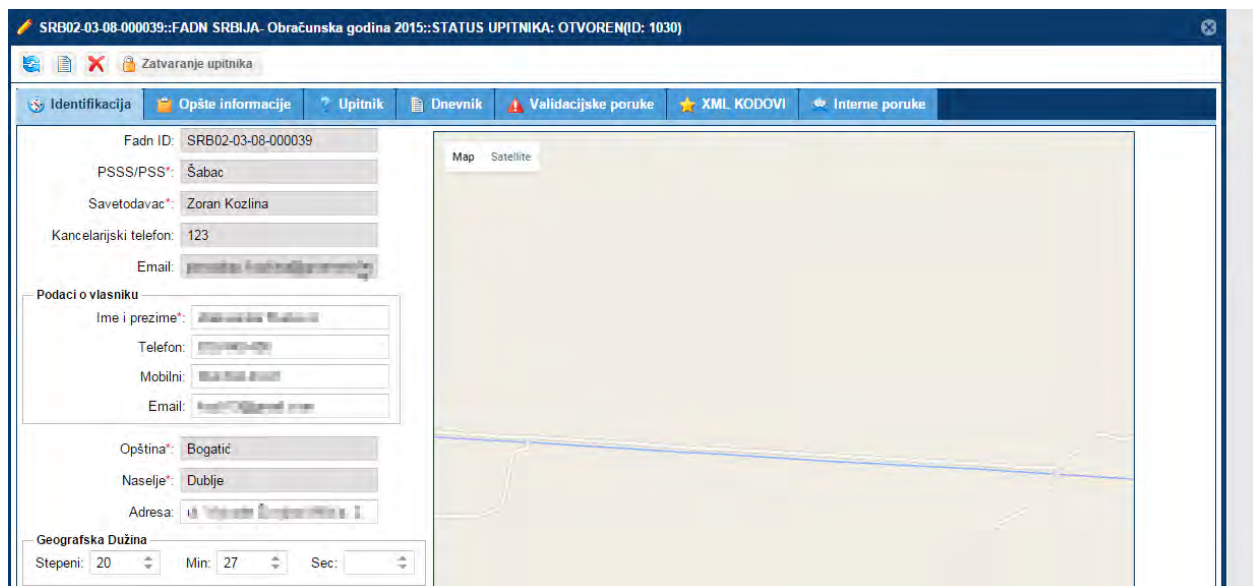 SRB02-03-08-000039::FADN SRBIJA- Obračunska godina 2015::STATUS UPITNIKA: OTVOREN(ID: 1030)
Zatvaranje upitnika
Identifikacija Opšte informacije Upitnik Dnevnik Validacijske poruke XML KODOVI Interne poruke
Fadn ID: SRB02-03-08-000039
PSSS/PSS*: Šabac
Savetodavac*: Zoran Kozlina
Kancelarijski telefon: 123
Email:
Podaci o vlasniku
Ime i prezime*:
Telefon:
Mobilni:
Email:
Opština*: Bogatić
Naselje*: Dublje
Adresa:
Geografska Dužina
Stepeni: 20 Min: 27 Sec:
Map Satellite